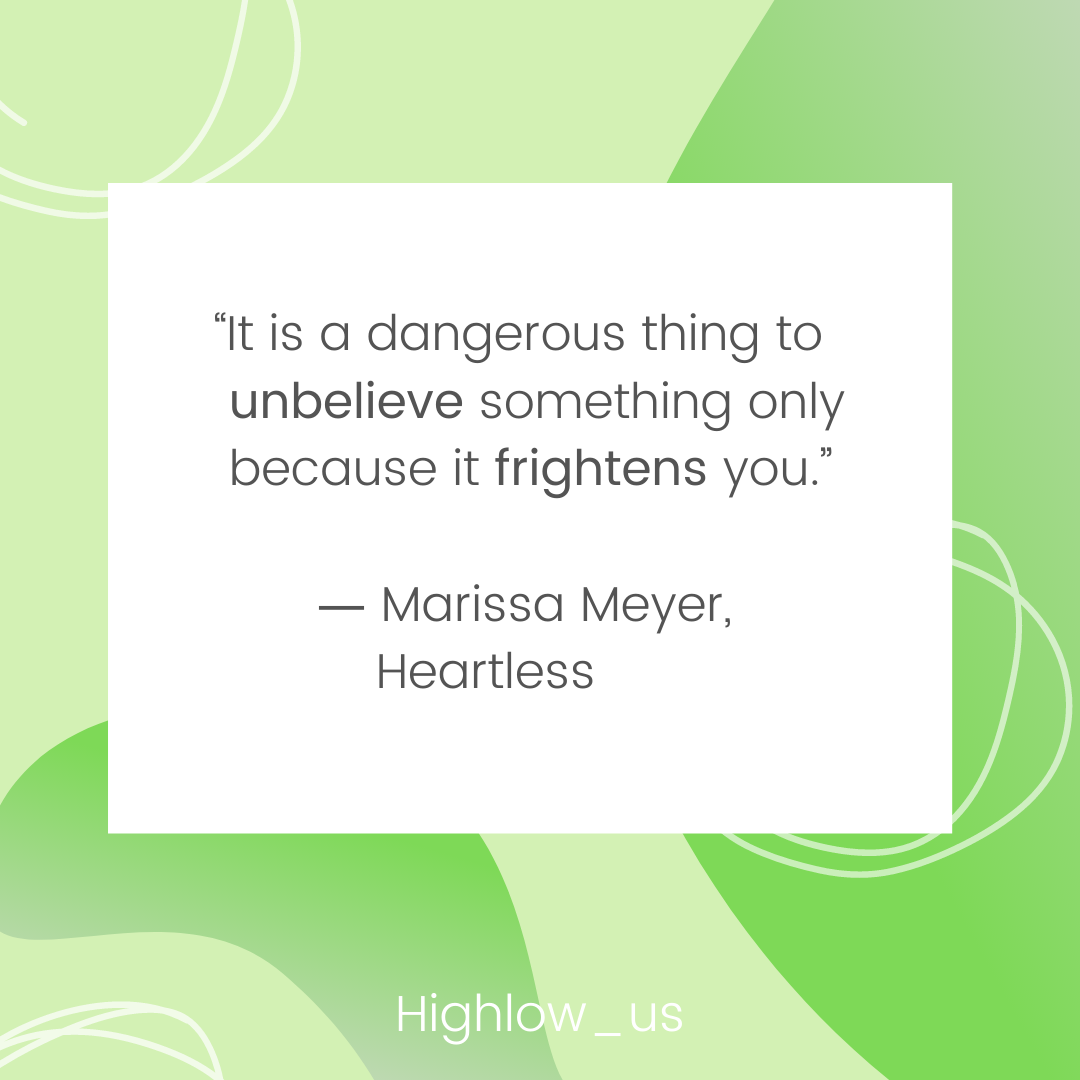 “It is a dangerous thing to
unbelieve something only
because it frightens you.”
— Marissa Meyer,
Heartless
Highlow_us